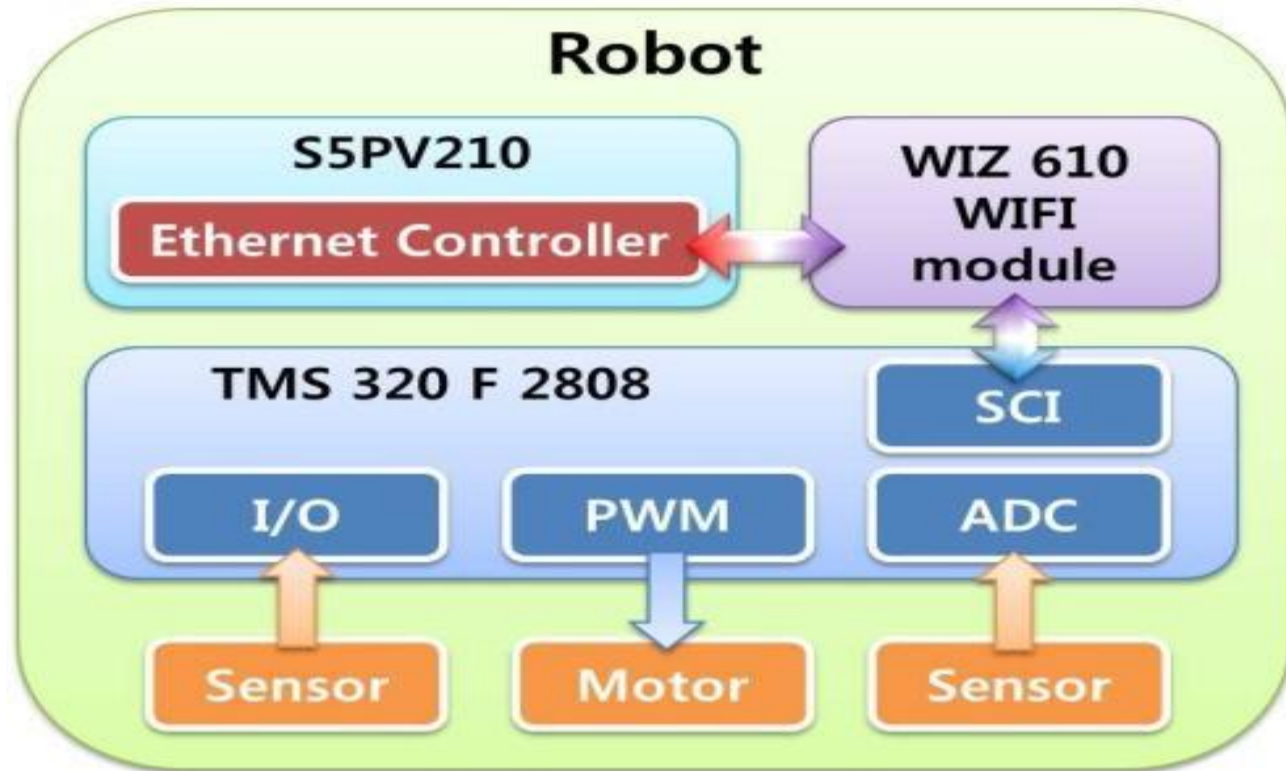 Robot
S5PV210
Ethernet Controller
WIZ 610
WIFI
module
TMS 320 F 2808
SCI
I/O
PWM
ADC
Sensor
Motor
Sensor